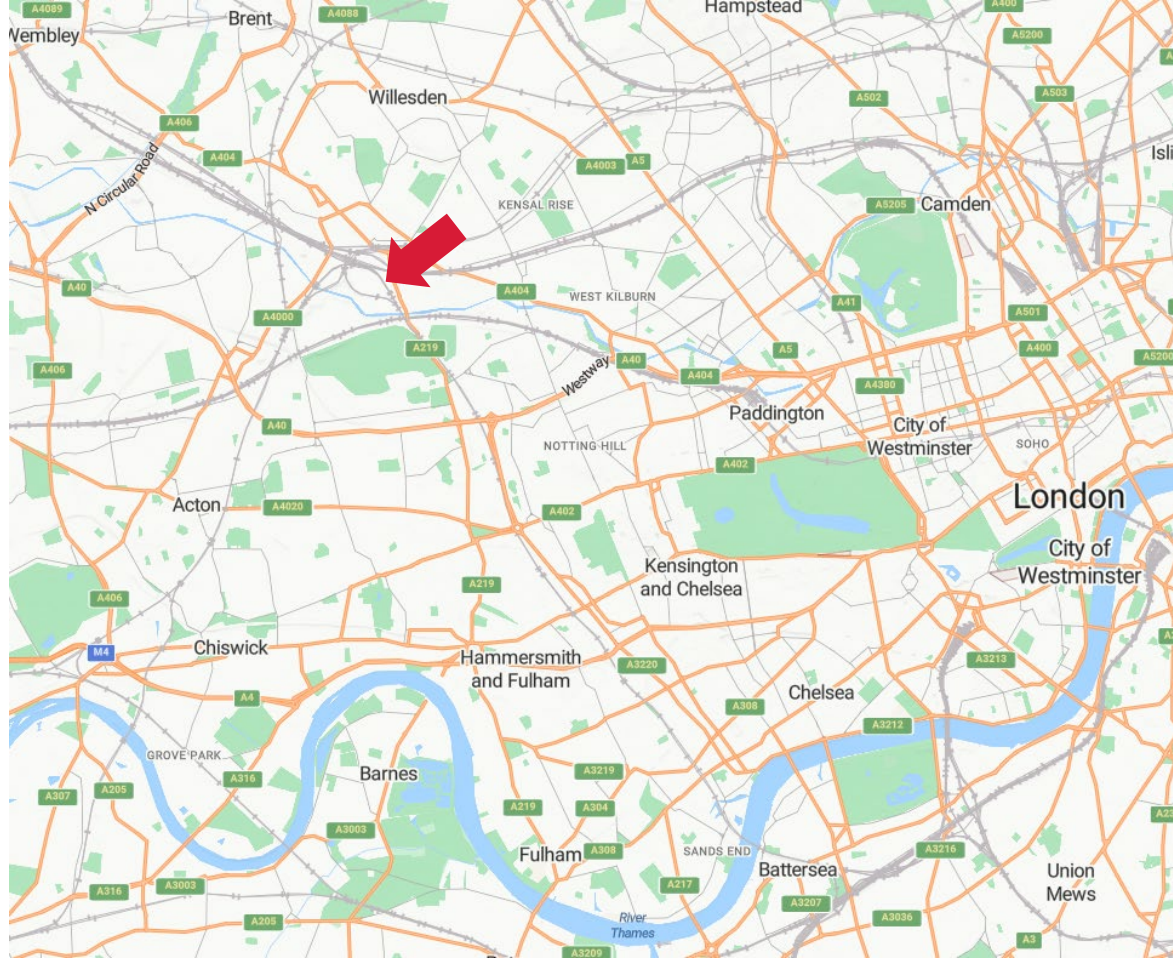 A4089
Brent
A4088
Hampstead
A400
Wembley
A5200
Willesden
A502
A503
A406
A404
A4003
A5
Isli
N Circular Road
KENSAL RISE
A5205
Camden
A40
A404
WEST KILBURN
A41
A4000
A501
A219
A5
A400
A5200
A406
A40
A404
Westway
A4380
Paddington
City of
Westminster
A40
NOTTING HILL
SOHO
A402
London
Acton
A4020
A402
City of
Westminster
Kensington
and Chelsea
A219
A406
Chiswick
M4
Hammersmith
and Fulham
A3220
A3213
A4
Chelsea
A308
A3212
GROVE PARK
Barnes
A316
A3219
A307
A205
A219
A304
A3003
Fulham
A308
SANDS END
A3216
Battersea
Union
Mews
A316
A3003
A217
A3207
A3036
A205
River
Thames
A3
A3209